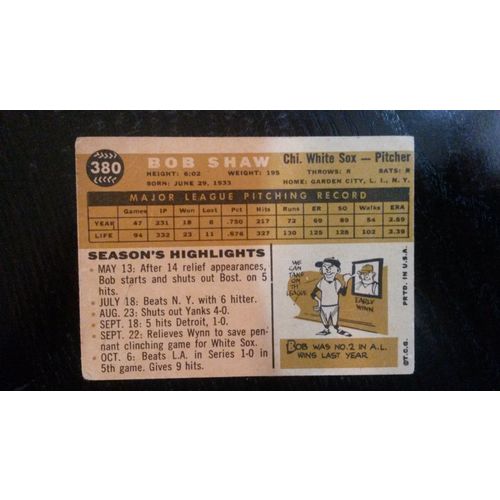 380
BOB SHAW
Chi. White Sox — Pitcher
HEIGHT: 6:02 WEIGHT: 195 THROWS: R BATS: R
BORN: JUNE 29, 1933 HOME: GARDEN CITY, L. I., N. Y.
MAJOR LEAGUE PITCHING RECORD
Games IP Won Lost Pct Hits Runs ER SO Walks ERA
YEAR 47 231 18 6 .750 217 72 69 89 54 2.69
LIFE 94 332 23 11 .676 327 130 125 128 102 3.39
SEASON'S HIGHLIGHTS
• MAY 13: After 14 relief appearances,
Bob starts and shuts out Bost. on 5
hits.
• JULY 18: Beats N. Y. with 6 hitter.
• AUG. 23: Shuts out Yanks 4-0.
• SEPT. 18: 5 hits Detroit, 1-0.
• SEPT. 22: Relieves Wynn to save pen-
nant clinching game for White Sox.
• OCT. 6: Beats L.A. in Series 1-0 in
5th game. Gives 9 hits.
WE
CAN
TAKE
ON TH'
LEAGUE
EARLY
WYNN
BOB WAS NO. 2 IN A.L.
WINS LAST YEAR
©T.C.G. PRTD. IN U.S.A.